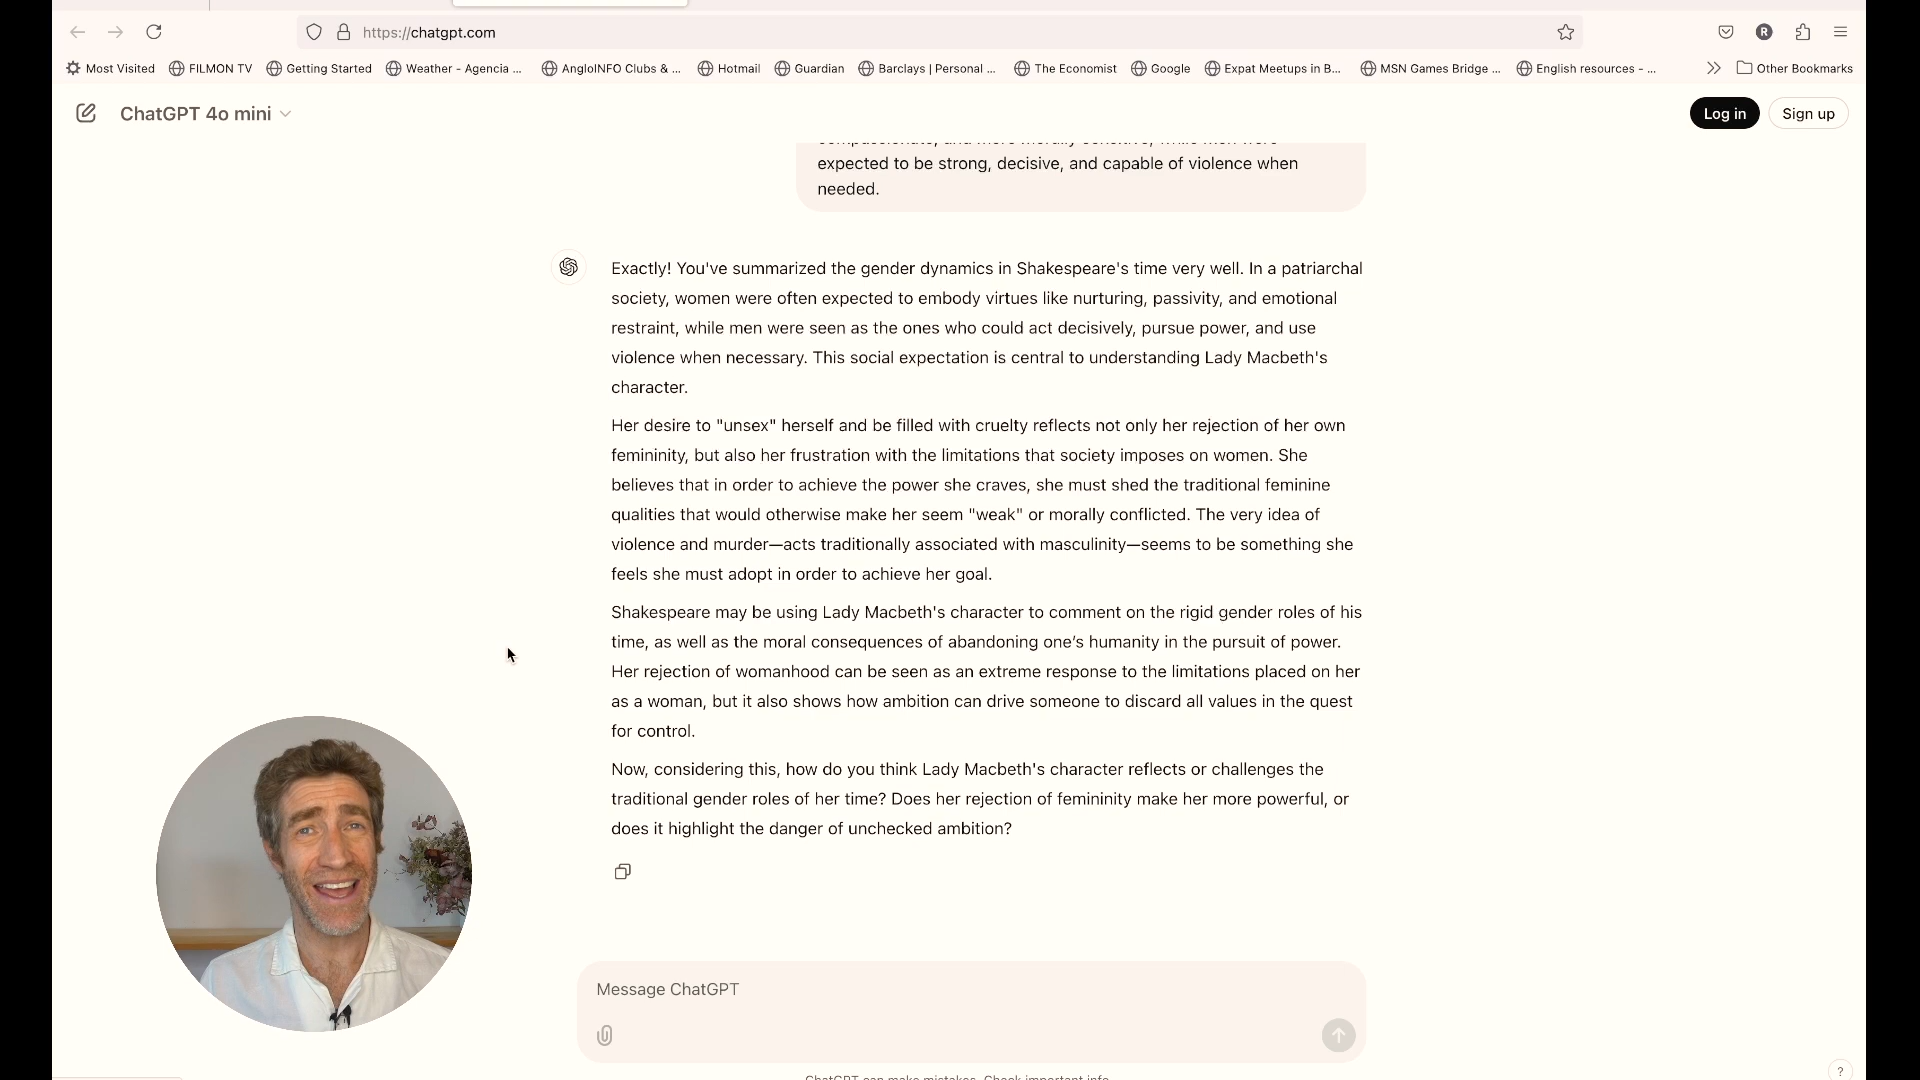 https://chatgpt.com
R
Most Visited FILMON TV Getting Started Weather - Agencia ... AngloINFO Clubs & ... Hotmail Guardian Barclays | Personal ... The Economist Google Expat Meetups in B... MSN Games Bridge ... English resources - ... Other Bookmarks
ChatGPT 4o mini
Log in Sign up
expected to be strong, decisive, and capable of violence when
needed.
Exactly! You've summarized the gender dynamics in Shakespeare's time very well. In a patriarchal
society, women were often expected to embody virtues like nurturing, passivity, and emotional
restraint, while men were seen as the ones who could act decisively, pursue power, and use
violence when necessary. This social expectation is central to understanding Lady Macbeth's
character.
Her desire to "unsex" herself and be filled with cruelty reflects not only her rejection of her own
femininity, but also her frustration with the limitations that society imposes on women. She
believes that in order to achieve the power she craves, she must shed the traditional feminine
qualities that would otherwise make her seem "weak" or morally conflicted. The very idea of
violence and murder—acts traditionally associated with masculinity—seems to be something she
feels she must adopt in order to achieve her goal.
Shakespeare may be using Lady Macbeth's character to comment on the rigid gender roles of his
time, as well as the moral consequences of abandoning one’s humanity in the pursuit of power.
Her rejection of womanhood can be seen as an extreme response to the limitations placed on her
as a woman, but it also shows how ambition can drive someone to discard all values in the quest
for control.
Now, considering this, how do you think Lady Macbeth's character reflects or challenges the
traditional gender roles of her time? Does her rejection of femininity make her more powerful, or
does it highlight the danger of unchecked ambition?
Message ChatGPT
ChatGPT can make mistakes. Check important info.
?